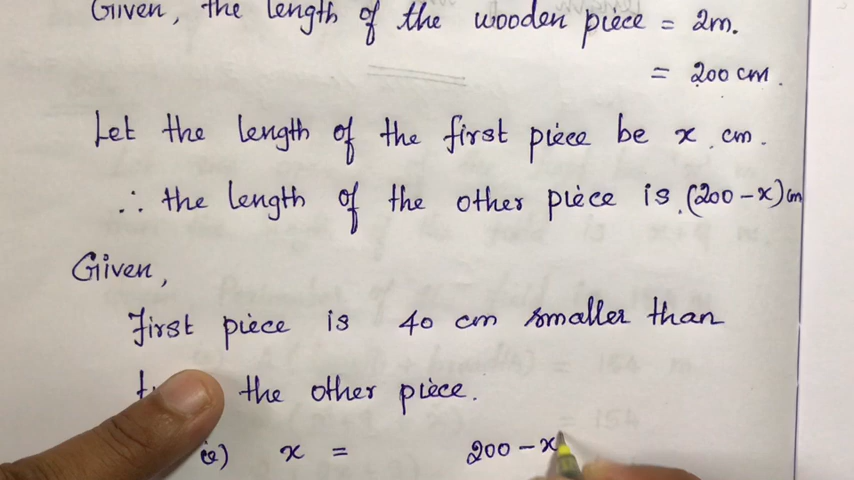 Given, the length of the wooden piece = 2m.
= 200 cm.
Let the length of the first piece be x cm.
∴ the length of the other piece is (200 - x) cm
Given,
First piece is 40 cm smaller than
the other piece.
x = 200 - x